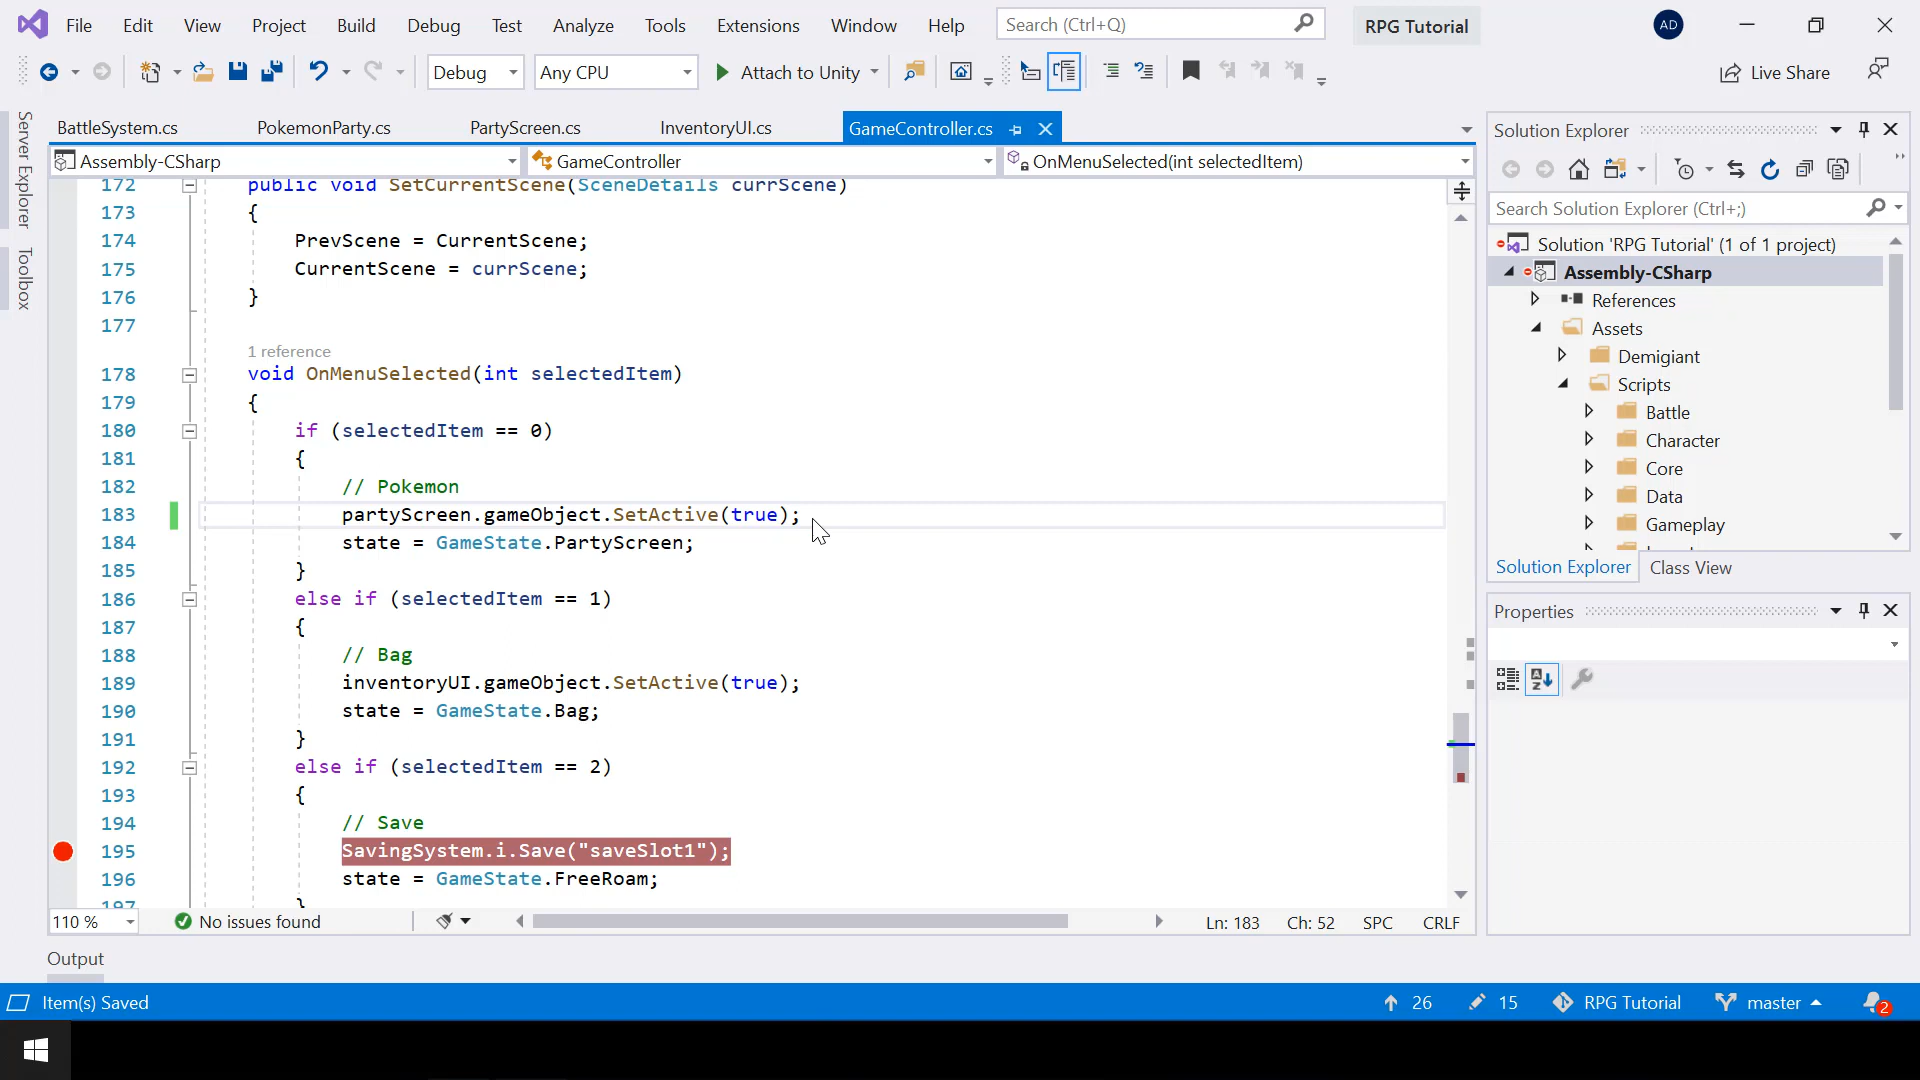 File Edit View Project Build Debug Test Analyze Tools Extensions Window Help Search (Ctrl+Q) RPG Tutorial AD
Debug Any CPU Attach to Unity Live Share
Server Explorer
Toolbox
BattleSystem.cs PokemonParty.cs PartyScreen.cs InventoryUI.cs GameController.cs
Assembly-CSharp GameController OnMenuSelected(int selectedItem)
172 public void SetCurrentScene(SceneDetails currScene)
173 {
174 PrevScene = CurrentScene;
175 CurrentScene = currScene;
176 }
177
1 reference
178 void OnMenuSelected(int selectedItem)
179 {
180 if (selectedItem == 0)
181 {
182 // Pokemon
183 partyScreen.gameObject.SetActive(true);
184 state = GameState.PartyScreen;
185 }
186 else if (selectedItem == 1)
187 {
188 // Bag
189 inventoryUI.gameObject.SetActive(true);
190 state = GameState.Bag;
191 }
192 else if (selectedItem == 2)
193 {
194 // Save
195 SavingSystem.i.Save("saveSlot1");
196 state = GameState.FreeRoam;
197 }
110 % No issues found Ln: 183 Ch: 52 SPC CRLF
Solution Explorer
Search Solution Explorer (Ctrl+;)
Solution 'RPG Tutorial' (1 of 1 project)
Assembly-CSharp
References
Assets
Demigiant
Scripts
Battle
Character
Core
Data
Gameplay
Solution Explorer Class View
Properties
Output
Item(s) Saved 26 15 RPG Tutorial master 2